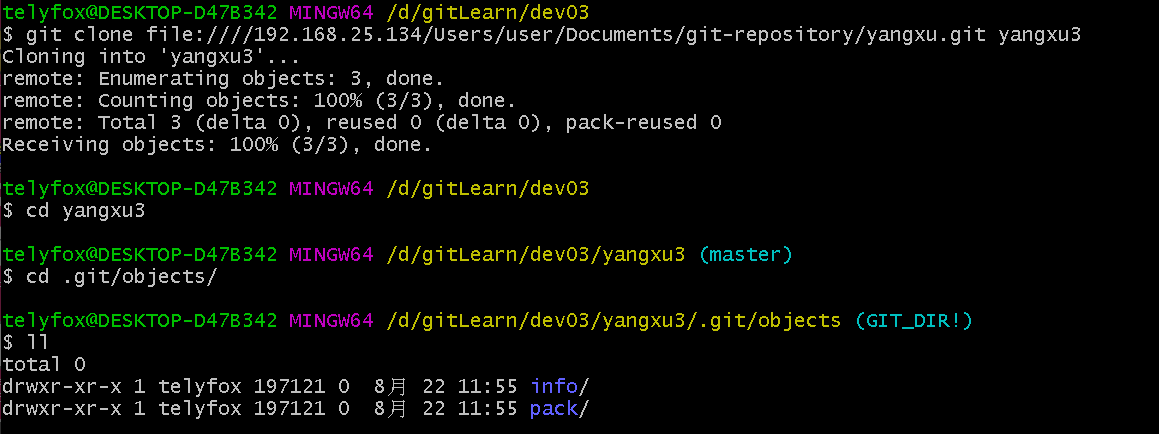 telyfox@DESKTOP-D47B342 MINGW64 /d/gitLearn/dev03
$ git clone file:////192.168.25.134/Users/user/Documents/git-repository/yangxu.git yangxu3
Cloning into 'yangxu3'...
remote: Enumerating objects: 3, done.
remote: Counting objects: 100% (3/3), done.
remote: Total 3 (delta 0), reused 0 (delta 0), pack-reused 0
Receiving objects: 100% (3/3), done.
telyfox@DESKTOP-D47B342 MINGW64 /d/gitLearn/dev03
$ cd yangxu3
telyfox@DESKTOP-D47B342 MINGW64 /d/gitLearn/dev03/yangxu3 (master)
$ cd .git/objects/
telyfox@DESKTOP-D47B342 MINGW64 /d/gitLearn/dev03/yangxu3/.git/objects (GIT_DIR!)
$ ll
total 0
drwxr-xr-x 1 telyfox 197121 0  8月 22 11:55 info/
drwxr-xr-x 1 telyfox 197121 0  8月 22 11:55 pack/